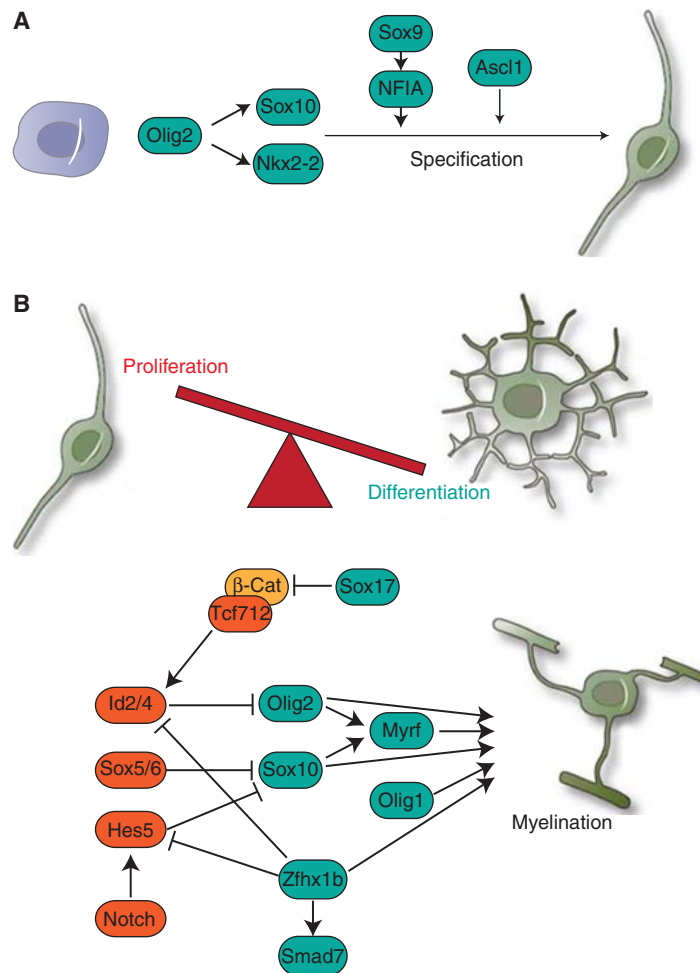 A
Sox9
Ascl1
NFIA
Sox10
Olig2
Nkx2-2
Specification
B
Proliferation
Differentiation
β-Cat
Sox17
Tcf712
Id2/4
Olig2
Myrf
Sox5/6
Sox10
Olig1
Hes5
Myelination
Zfhx1b
Notch
Smad7